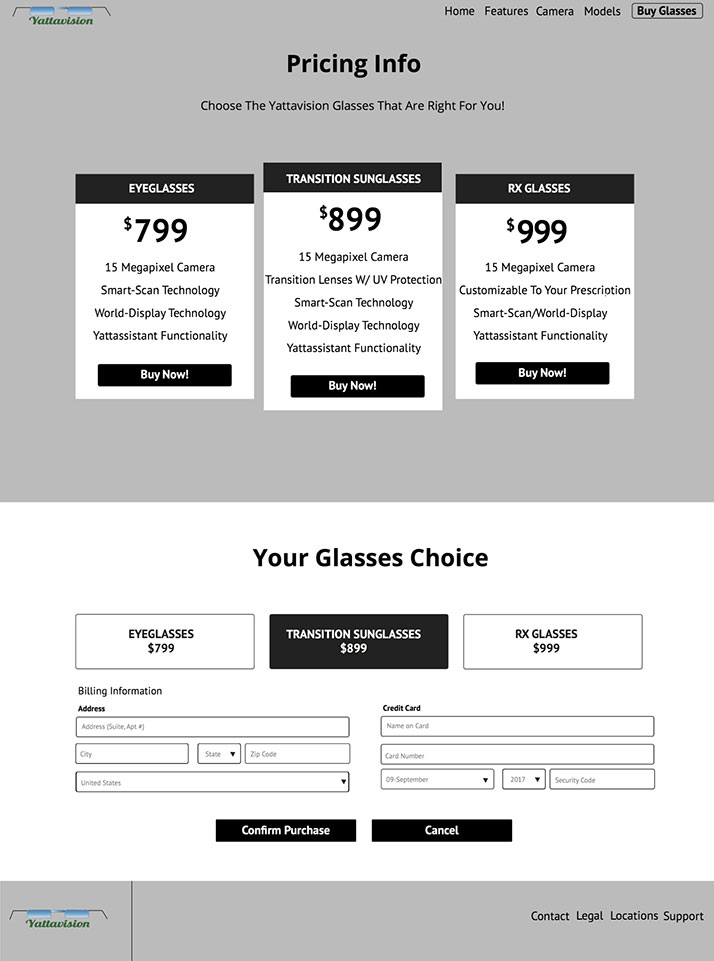 Yattavision
Home Features Camera Models Buy Glasses
Pricing Info
Choose The Yattavision Glasses That Are Right For You!
EYEGLASSES
$799
15 Megapixel Camera
Smart-Scan Technology
World-Display Technology
Yattassistant Functionality
Buy Now!
TRANSITION SUNGLASSES
$899
15 Megapixel Camera
Transition Lenses W/ UV Protection
Smart-Scan Technology
World-Display Technology
Yattassistant Functionality
Buy Now!
RX GLASSES
$999
15 Megapixel Camera
Customizable To Your Prescription
Smart-Scan/World-Display
Yattassistant Functionality
Buy Now!
Your Glasses Choice
EYEGLASSES
$799
TRANSITION SUNGLASSES
$899
RX GLASSES
$999
Billing Information
Address
Address (Suite, Apt #)
City State Zip Code
United States
Credit Card
Name on Card
Card Number
09-September 2017 Security Code
Confirm Purchase Cancel
Yattavision
Contact Legal Locations Support